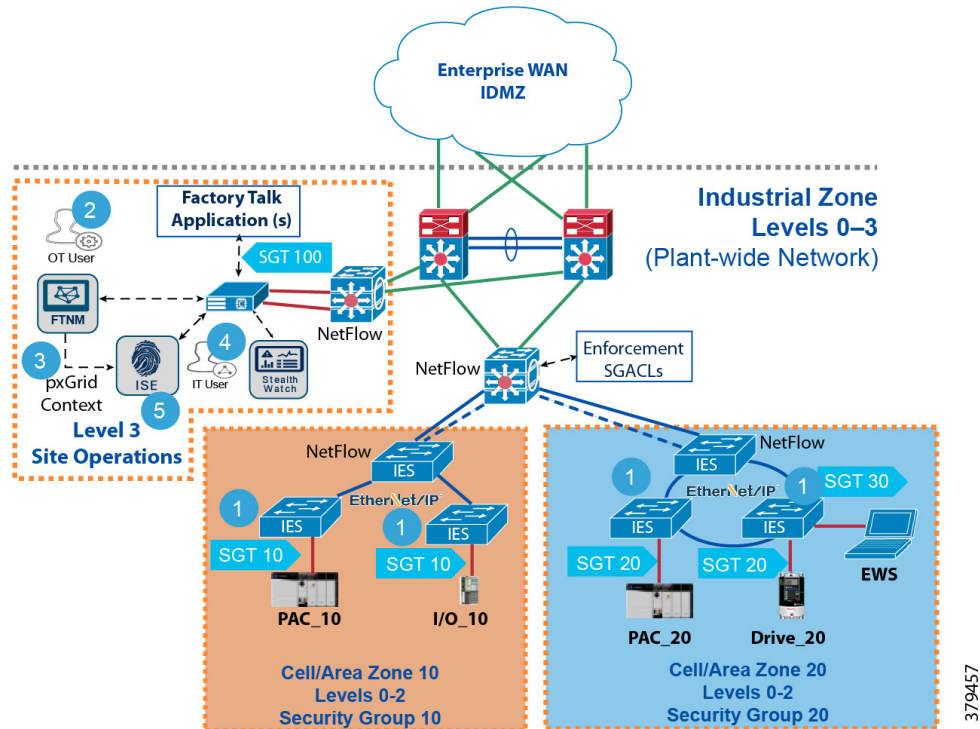 Enterprise WAN
IDMZ
Industrial Zone
Levels 0–3
(Plant-wide Network)
Factory Talk
Application (s)
2
OT User
SGT 100
FTNM
NetFlow
3
pxGrid
Context
ISE
5
4
IT User
Stealth
Watch
Level 3
Site Operations
NetFlow
Enforcement
SGACLs
NetFlow
IES
EtherNet/IP
1
IES
1
IES
SGT 10
SGT 10
PAC_10
I/O_10
Cell/Area Zone 10
Levels 0-2
Security Group 10
NetFlow
IES
EtherNet/IP
1
IES
1
IES
SGT 30
SGT 20
SGT 20
EWS
PAC_20
Drive_20
Cell/Area Zone 20
Levels 0-2
Security Group 20
379457